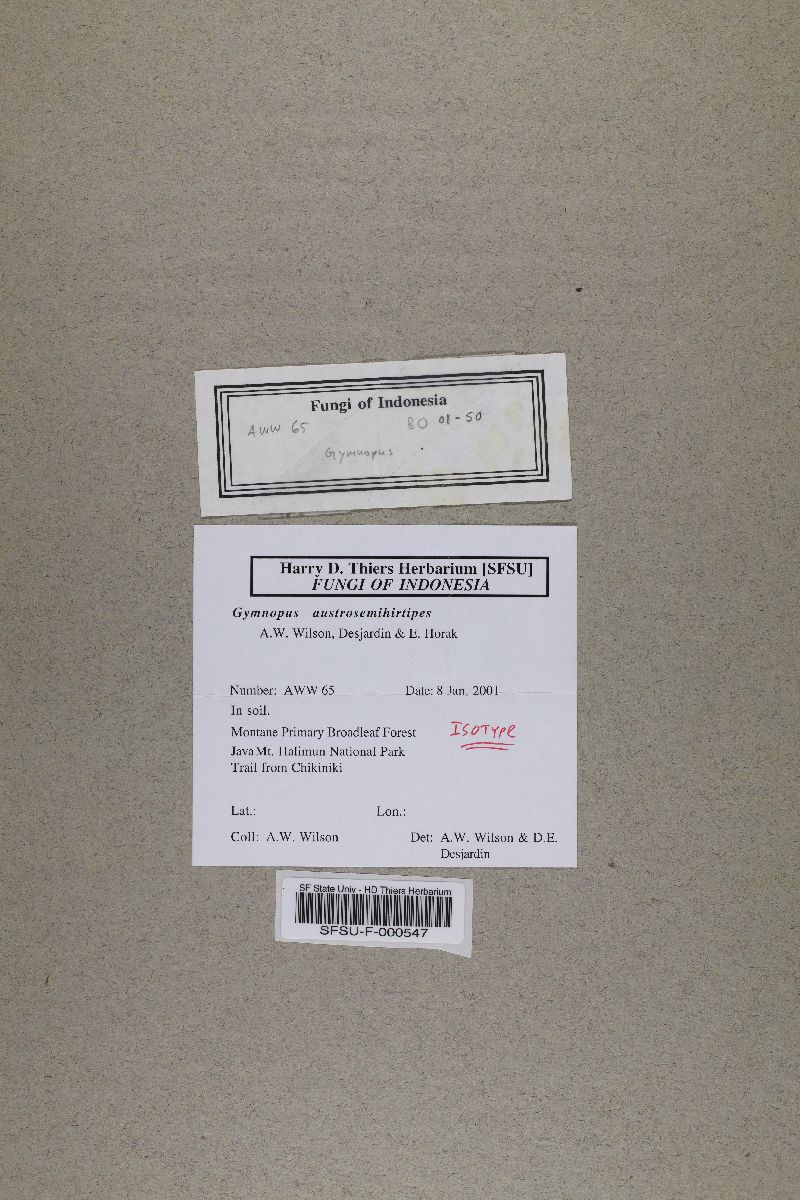 Fungi of Indonesia
AWW 65 BO 01-50
Gymnopus
Harry D. Thiers Herbarium [SFSU]
FUNGI OF INDONESIA
Gymnopus austrosemihirtipes
A.W. Wilson, Desjardin & E. Horak
Number: AWW 65 Date: 8 Jan. 2001
In soil.
Montane Primary Broadleaf Forest ISOTYPE
Java Mt. Halimun National Park
Trail from Chikiniki
Lat.: Lon.:
Coll: A.W. Wilson Det: A.W. Wilson & D.E.
Desjardin
SF State Univ - HD Thiers Herbarium
SFSU-F-000547